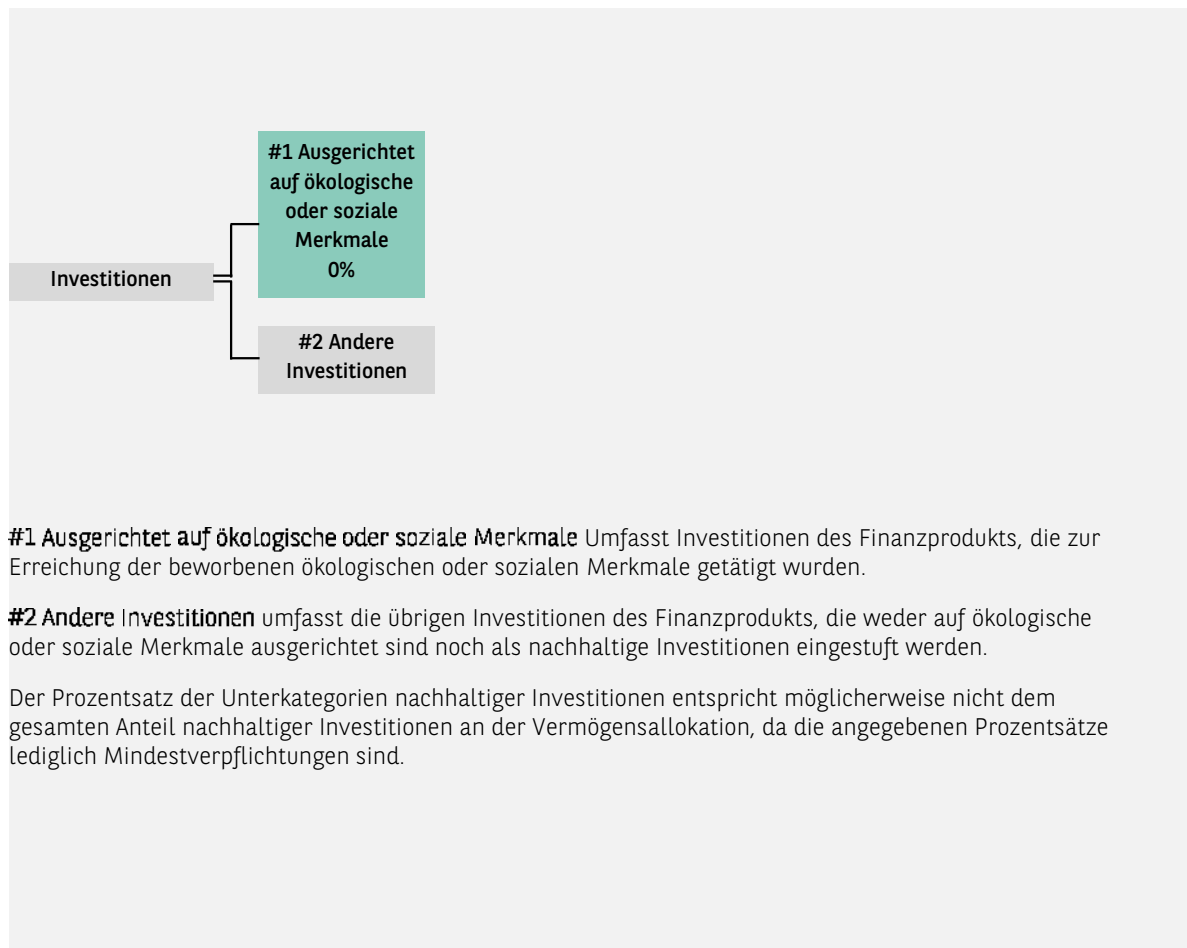 #1 Ausgerichtet
auf ökologische
oder soziale
Merkmale
0%
Investitionen
#2 Andere
Investitionen
#1 Ausgerichtet auf ökologische oder soziale Merkmale Umfasst Investitionen des Finanzprodukts, die zur
Erreichung der beworbenen ökologischen oder sozialen Merkmale getätigt wurden.
#2 Andere Investitionen umfasst die übrigen Investitionen des Finanzprodukts, die weder auf ökologische
oder soziale Merkmale ausgerichtet sind noch als nachhaltige Investitionen eingestuft werden.
Der Prozentsatz der Unterkategorien nachhaltiger Investitionen entspricht möglicherweise nicht dem
gesamten Anteil nachhaltiger Investitionen an der Vermögensallokation, da die angegebenen Prozentsätze
lediglich Mindestverpflichtungen sind.